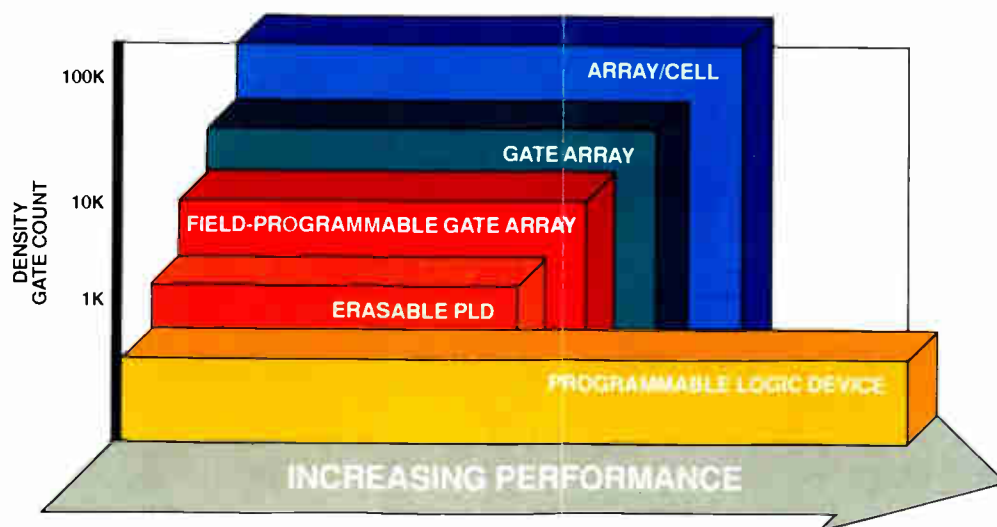 100K
ARRAY/CELL
GATE ARRAY
10K
FIELD-PROGRAMMABLE GATE ARRAY
DENSITY
GATE COUNT
1K
ERASABLE PLD
PROGRAMMABLE LOGIC DEVICE
INCREASING PERFORMANCE